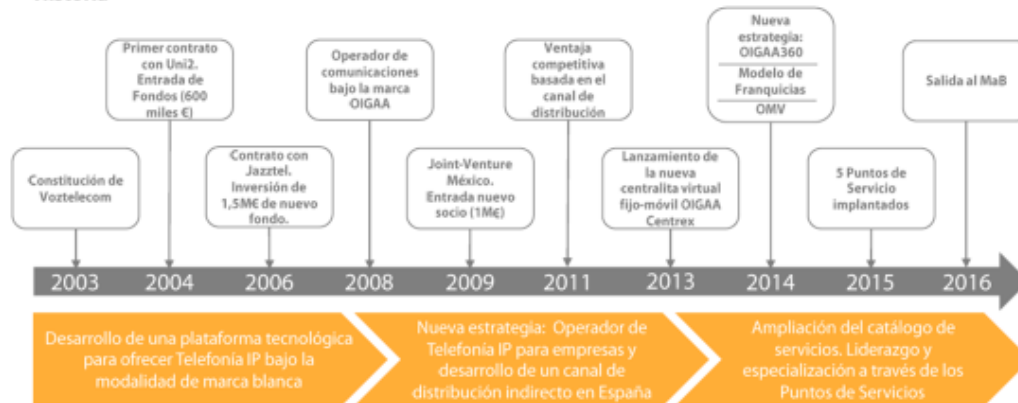 Primer contrato
con Uni2.
Entrada de
Fondos (600
miles €)
Operador de
comunicaciones
bajo la marca
OIGAA
Ventaja
competitiva
basada en el
canal de
distribución
Nueva
estrategia:
OIGAA360
Modelo de
Franquicias
OMV
Salida al MaB
Constitución de
Voztelecom
Contrato con
Jazztel.
Inversión de
1,5M€ de nuevo
fondo.
Joint-Venture
México.
Entrada nuevo
socio (1M€)
Lanzamiento de
la nueva
centralita virtual
fijo-móvil OIGAA
Centrex
5 Puntos de
Servicio
implantados
2003 2004 2006 2008 2009 2011 2013 2014 2015 2016
Desarrollo de una plataforma tecnológica
para ofrecer Telefonía IP bajo la
modalidad de marca blanca
Nueva estrategia: Operador de
Telefonía IP para empresas y
desarrollo de un canal de
distribución indirecto en España
Ampliación del catálogo de
servicios. Liderazgo y
especialización a través de los
Puntos de Servicios